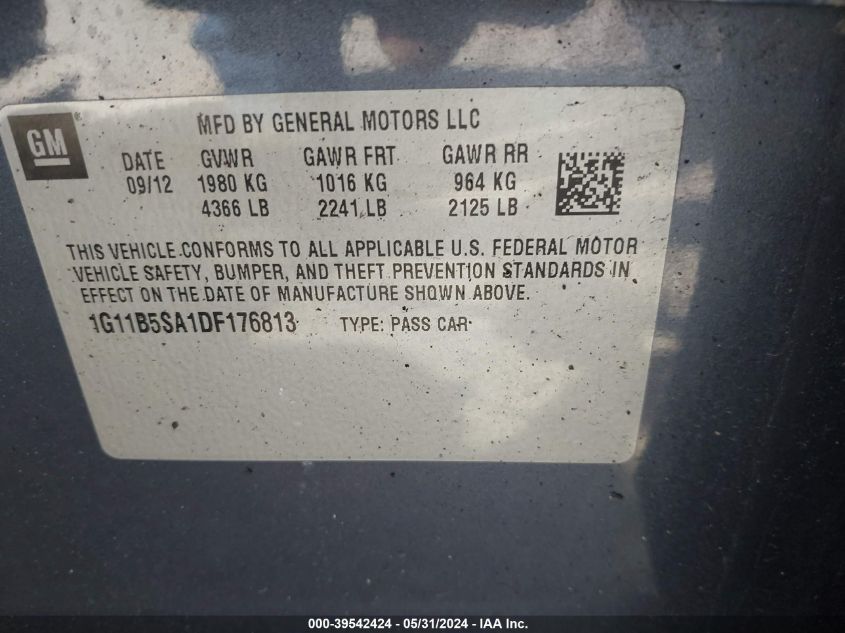 GM®
MFD BY GENERAL MOTORS LLC
DATE GVWR GAWR FRT GAWR RR
09/12 1980 KG 1016 KG 964 KG
4366 LB 2241 LB 2125 LB
THIS VEHICLE CONFORMS TO ALL APPLICABLE U.S. FEDERAL MOTOR
VEHICLE SAFETY, BUMPER, AND THEFT PREVENTION STANDARDS IN
EFFECT ON THE DATE OF MANUFACTURE SHOWN ABOVE.
1G11B5SA1DF176813 TYPE: PASS CAR
000-39542424 - 05/31/2024 - IAA Inc.